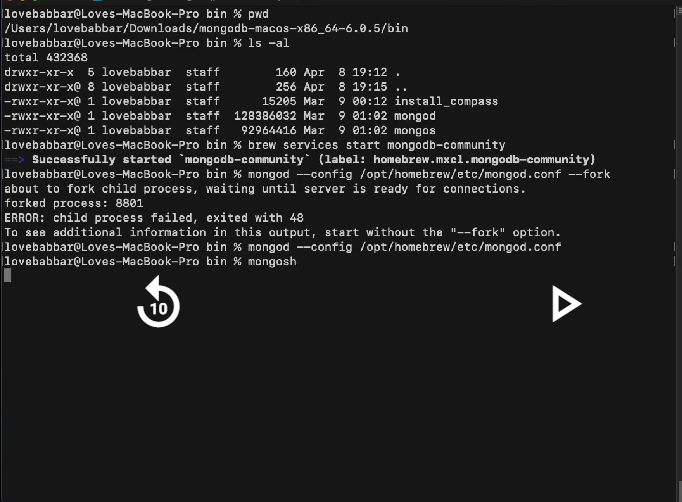 lovebabbar@Loves-MacBook-Pro bin % pwd
/Users/lovebabbar/Downloads/mongodb-macos-x86_64-6.0.5/bin
lovebabbar@Loves-MacBook-Pro bin % ls -al
total 432368
drwxr-xr-x  5 lovebabbar  staff        160 Apr  8 19:12 .
drwxr-xr-x@ 8 lovebabbar  staff        256 Apr  8 19:15 ..
-rwxr-xr-x@ 1 lovebabbar  staff      15205 Mar  9 00:12 install_compass
-rwxr-xr-x@ 1 lovebabbar  staff  128386032 Mar  9 01:02 mongod
-rwxr-xr-x@ 1 lovebabbar  staff   92964416 Mar  9 01:02 mongos
lovebabbar@Loves-MacBook-Pro bin % brew services start mongodb-community
==> Successfully started `mongodb-community` (label: homebrew.mxcl.mongodb-community)
lovebabbar@Loves-MacBook-Pro bin % mongod --config /opt/homebrew/etc/mongod.conf --fork
about to fork child process, waiting until server is ready for connections.
forked process: 8801
ERROR: child process failed, exited with 48
To see additional information in this output, start without the "--fork" option.
lovebabbar@Loves-MacBook-Pro bin % mongod --config /opt/homebrew/etc/mongod.conf
lovebabbar@Loves-MacBook-Pro bin % mongosh
10